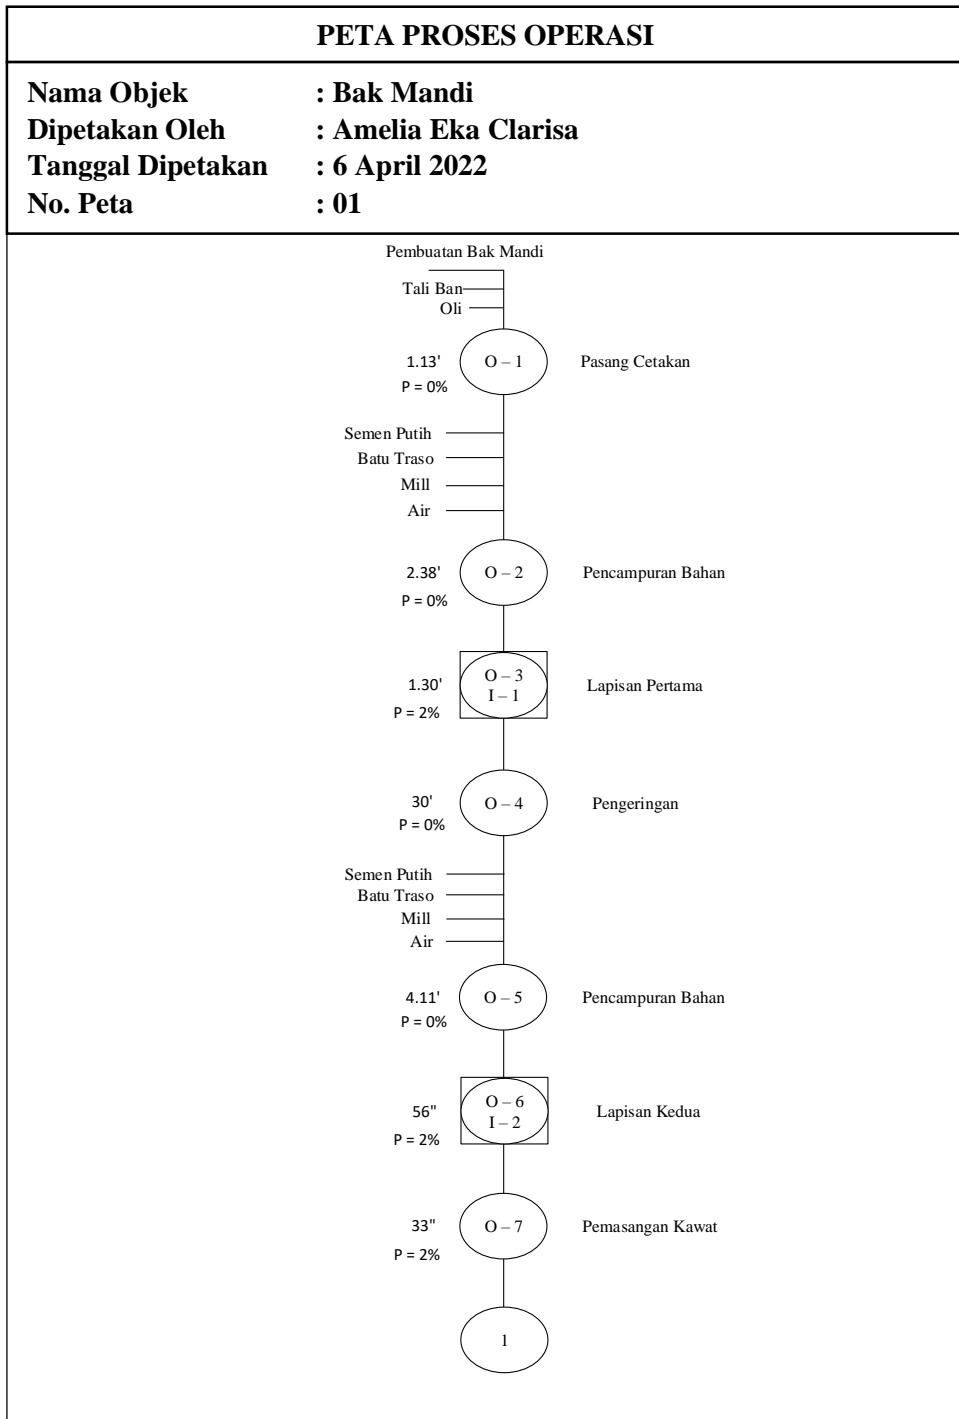 PETA PROSES OPERASI
Nama Objek : Bak Mandi
Dipetakan Oleh : Amelia Eka Clarisa
Tanggal Dipetakan : 6 April 2022
No. Peta : 01
Pembuatan Bak Mandi
Tali Ban
Oli
1.13' O – 1 Pasang Cetakan
P = 0%
Semen Putih
Batu Traso
Mill
Air
2.38' O – 2 Pencampuran Bahan
P = 0%
O – 3
1.30' Lapisan Pertama
I – 1
P = 2%
30' O – 4 Pengeringan
P = 0%
Semen Putih
Batu Traso
Mill
Air
4.11' O – 5 Pencampuran Bahan
P = 0%
O – 6
56" Lapisan Kedua
I – 2
P = 2%
33" O – 7 Pemasangan Kawat
P = 2%
1